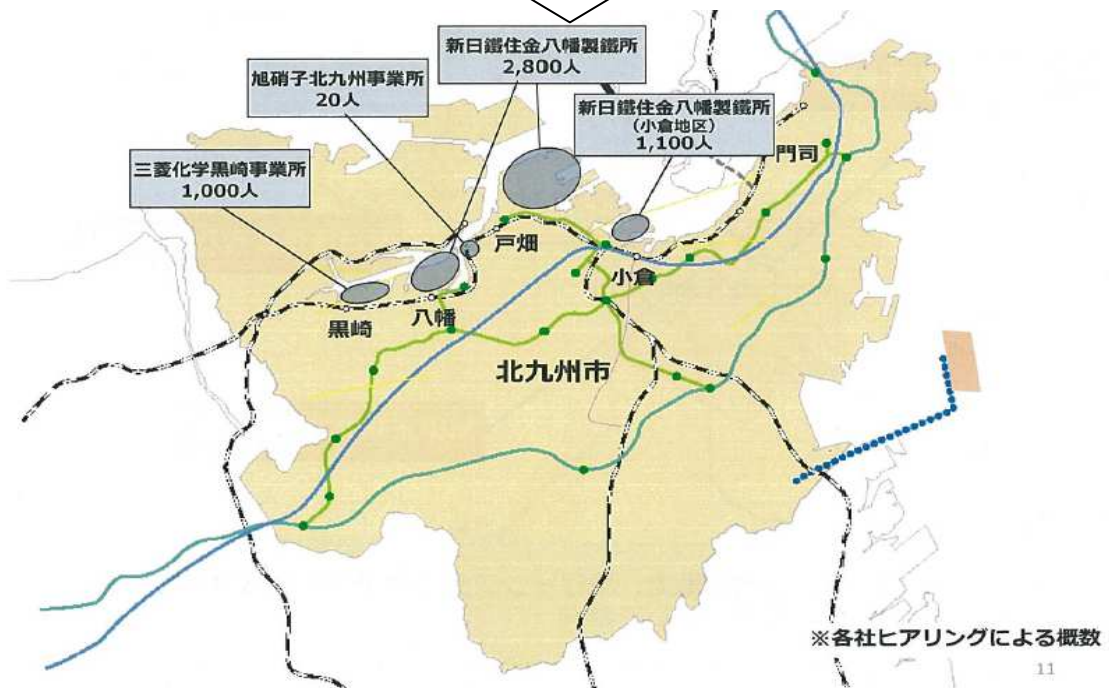 新日鐵住金八幡製鐵所
2,800人
旭硝子北九州事業所
20人
新日鐵住金八幡製鐵所
(小倉地区)
1,100人
三菱化学黒崎事業所
1,000人
門司
戸畑
小倉
黒崎
八幡
北九州市
※各社ヒアリングによる概数
11